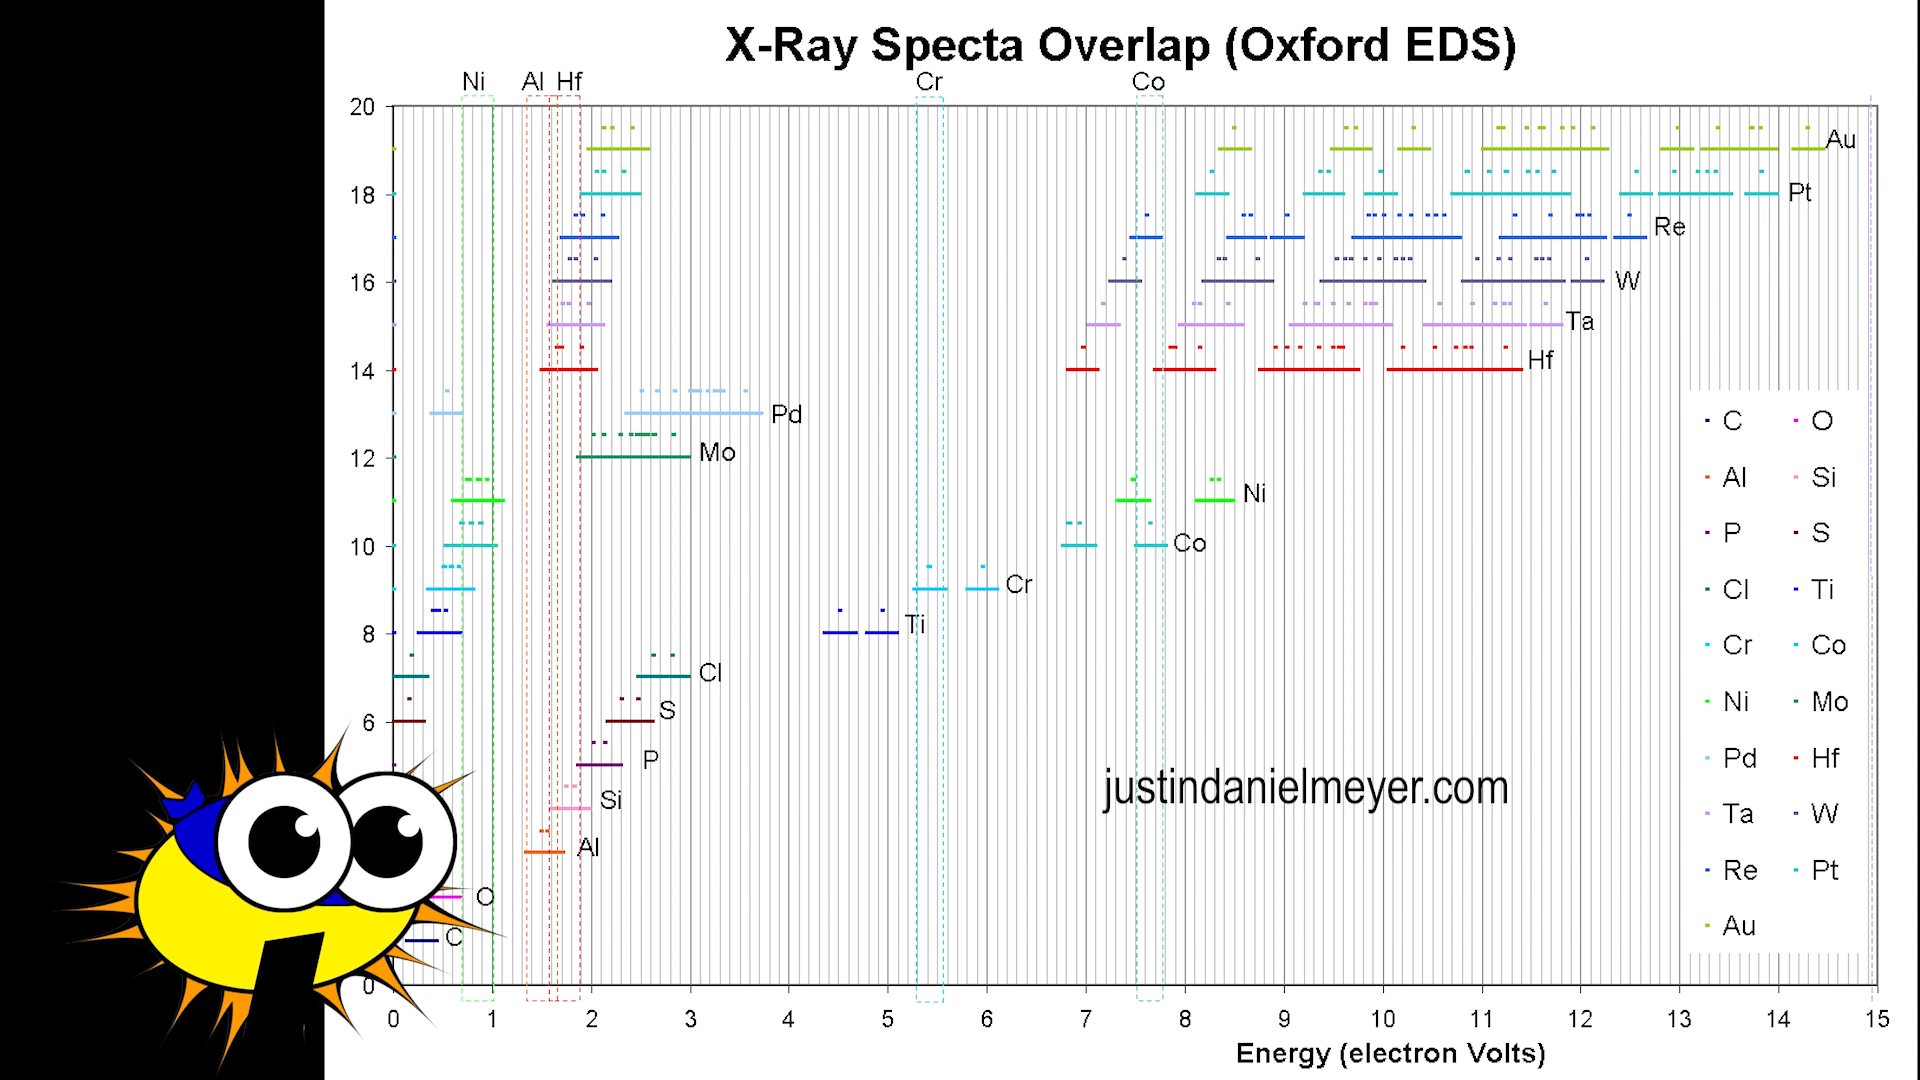 X-Ray Specta Overlap (Oxford EDS)
Ni Al Hf Cr Co
20
Au
18
Pt
Re
16
W
Ta
14
Hf
Pd
12
Mo
Ni
10
Co
Cr
8
Ti
Cl
6
S
P
Si
Al
O
C
0
justindanielmeyer.com
C O
Al Si
P S
Cl Ti
Cr Co
Ni Mo
Pd Hf
Ta W
Re Pt
Au
0 1 2 3 4 5 6 7 8 9 10 11 12 13 14 15
Energy (electron Volts)